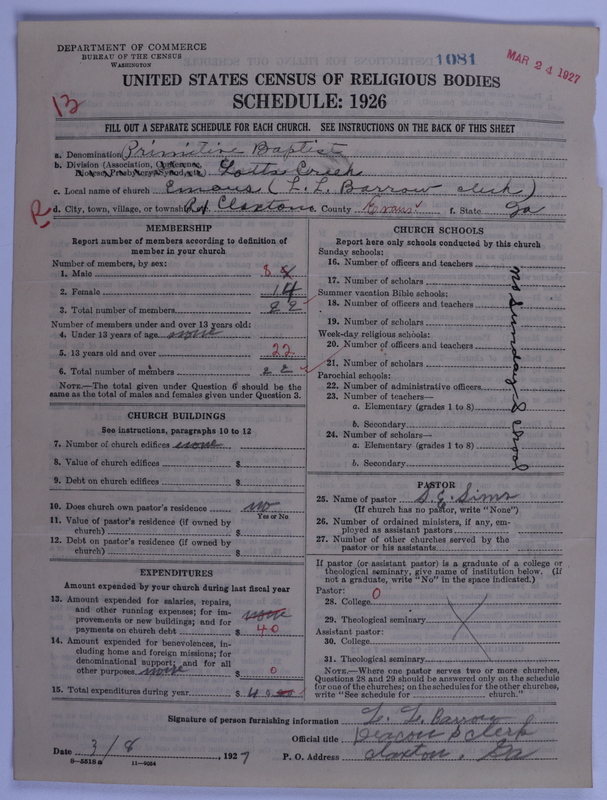 DEPARTMENT OF COMMERCE
BUREAU OF THE CENSUS
WASHINGTON
1081
MAR 24 1927
UNITED STATES CENSUS OF RELIGIOUS BODIES
SCHEDULE: 1926
13
FILL OUT A SEPARATE SCHEDULE FOR EACH CHURCH. SEE INSTRUCTIONS ON THE BACK OF THIS SHEET
a. Denomination Primitive Baptist
b. Division (Association, Conference,
Diocese, Presbytery, Synod, etc.) Lotts Creek
c. Local name of church Emaus (L. L. Barrow clerk)
R
d. City, town, village, or township Claxton e. County Evans f. State Ga
MEMBERSHIP
Report number of members according to definition of
member in your church
Number of members, by sex:
1. Male 8
2. Female 14
3. Total number of members 22
Number of members under and over 13 years old:
4. Under 13 years of age none
5. 13 years old and over 22
6. Total number of members 22
NOTE.—The total given under Question 6 should be the
same as the total of males and females given under Question 3.
CHURCH BUILDINGS
See instructions, paragraphs 10 to 12
7. Number of church edifices none
8. Value of church edifices $
9. Debt on church edifices $
10. Does church own pastor's residence no
Yes or No
11. Value of pastor's residence (if owned by
church) $
12. Debt on pastor's residence (if owned by
church) $
EXPENDITURES
Amount expended by your church during last fiscal year
13. Amount expended for salaries, repairs,
and other running expenses; for im-
provements or new buildings; and for none
payments on church debt $ 40
14. Amount expended for benevolences, in-
cluding home and foreign missions; for
denominational support; and for all
other purposes none $ 0
15. Total expenditures during year $ 40
CHURCH SCHOOLS
Report here only schools conducted by this church
Sunday schools:
16. Number of officers and teachers
17. Number of scholars
Summer vacation Bible schools:
18. Number of officers and teachers
19. Number of scholars
Week-day religious schools:
20. Number of officers and teachers
21. Number of scholars
Parochial schools:
22. Number of administrative officers
23. Number of teachers—
a. Elementary (grades 1 to 8)
b. Secondary
24. Number of scholars—
a. Elementary (grades 1 to 8)
b. Secondary
no Sunday School
PASTOR
25. Name of pastor S. E. Sims
(If church has no pastor, write "None")
26. Number of ordained ministers, if any, em-
ployed as assistant pastors
27. Number of other churches served by the
pastor or his assistants
If pastor (or assistant pastor) is a graduate of a college or
theological seminary, give name of institution below. (If
not a graduate, write "No" in the space indicated.)
Pastor: 0
28. College
29. Theological seminary
Assistant pastor:
30. College
31. Theological seminary
NOTE.—Where one pastor serves two or more churches,
Questions 28 and 29 should be answered only on the schedule
for one of the churches; on the schedules for the other churches,
write "See schedule for church."
Signature of person furnishing information L. L. Barrow
Official title Deacon & Clerk
Date 3/8, 1927 P. O. Address Claxton, Ga
8—5518a 11—9024